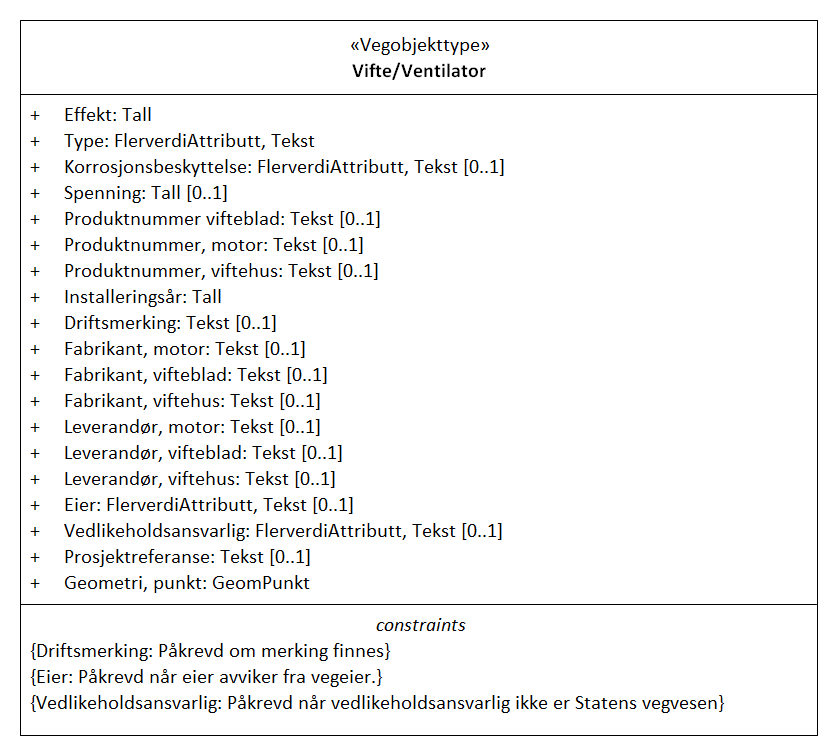 «Vegobjekttype»
Vifte/Ventilator
+ Effekt: Tall
+ Type: FlerverdiAttributt, Tekst
+ Korrosjonsbeskyttelse: FlerverdiAttributt, Tekst [0..1]
+ Spenning: Tall [0..1]
+ Produktnummer vifteblad: Tekst [0..1]
+ Produktnummer, motor: Tekst [0..1]
+ Produktnummer, viftehus: Tekst [0..1]
+ Installeringsår: Tall
+ Driftsmerking: Tekst [0..1]
+ Fabrikant, motor: Tekst [0..1]
+ Fabrikant, vifteblad: Tekst [0..1]
+ Fabrikant, viftehus: Tekst [0..1]
+ Leverandør, motor: Tekst [0..1]
+ Leverandør, vifteblad: Tekst [0..1]
+ Leverandør, viftehus: Tekst [0..1]
+ Eier: FlerverdiAttributt, Tekst [0..1]
+ Vedlikeholdsansvarlig: FlerverdiAttributt, Tekst [0..1]
+ Prosjektreferanse: Tekst [0..1]
+ Geometri, punkt: GeomPunkt
constraints
{Driftsmerking: Påkrevd om merking finnes}
{Eier: Påkrevd når eier avviker fra vegeier.}
{Vedlikeholdsansvarlig: Påkrevd når vedlikeholdsansvarlig ikke er Statens vegvesen}